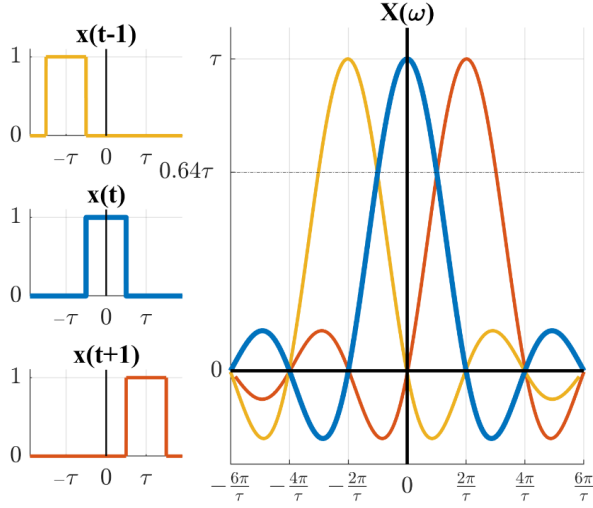 x(t-1)
1
0
−τ 0 τ
x(t)
1
0
−τ 0 τ
x(t+1)
1
0
−τ 0 τ
X(ω)
τ
0.64τ
0
−6π/τ −4π/τ −2π/τ 0 2π/τ 4π/τ 6π/τ